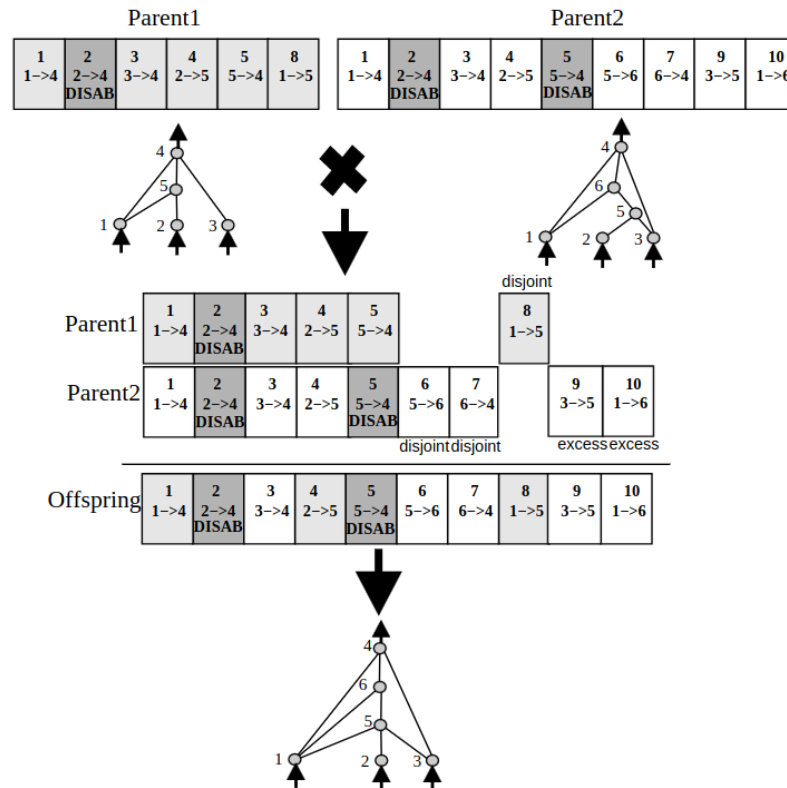 Parent1 Parent2
1 2 3 4 5 8 1 2 3 4 5 6 7 9 10
1->4 2->4 3->4 2->5 5->4 1->5 1->4 2->4 3->4 2->5 5->4 5->6 6->4 3->5 1->6
DISAB DISAB DISAB
4 4
5 6
5
1 2 3 1 2 3
disjoint
Parent1 1 2 3 4 5 8
1->4 2->4 3->4 2->5 5->4 1->5
DISAB
Parent2 1 2 3 4 5 6 7 9 10
1->4 2->4 3->4 2->5 5->4 5->6 6->4 3->5 1->6
DISAB DISAB
disjoint disjoint excess excess
Offspring 1 2 3 4 5 6 7 8 9 10
1->4 2->4 3->4 2->5 5->4 5->6 6->4 1->5 3->5 1->6
DISAB DISAB
4
6
5
1 2 3